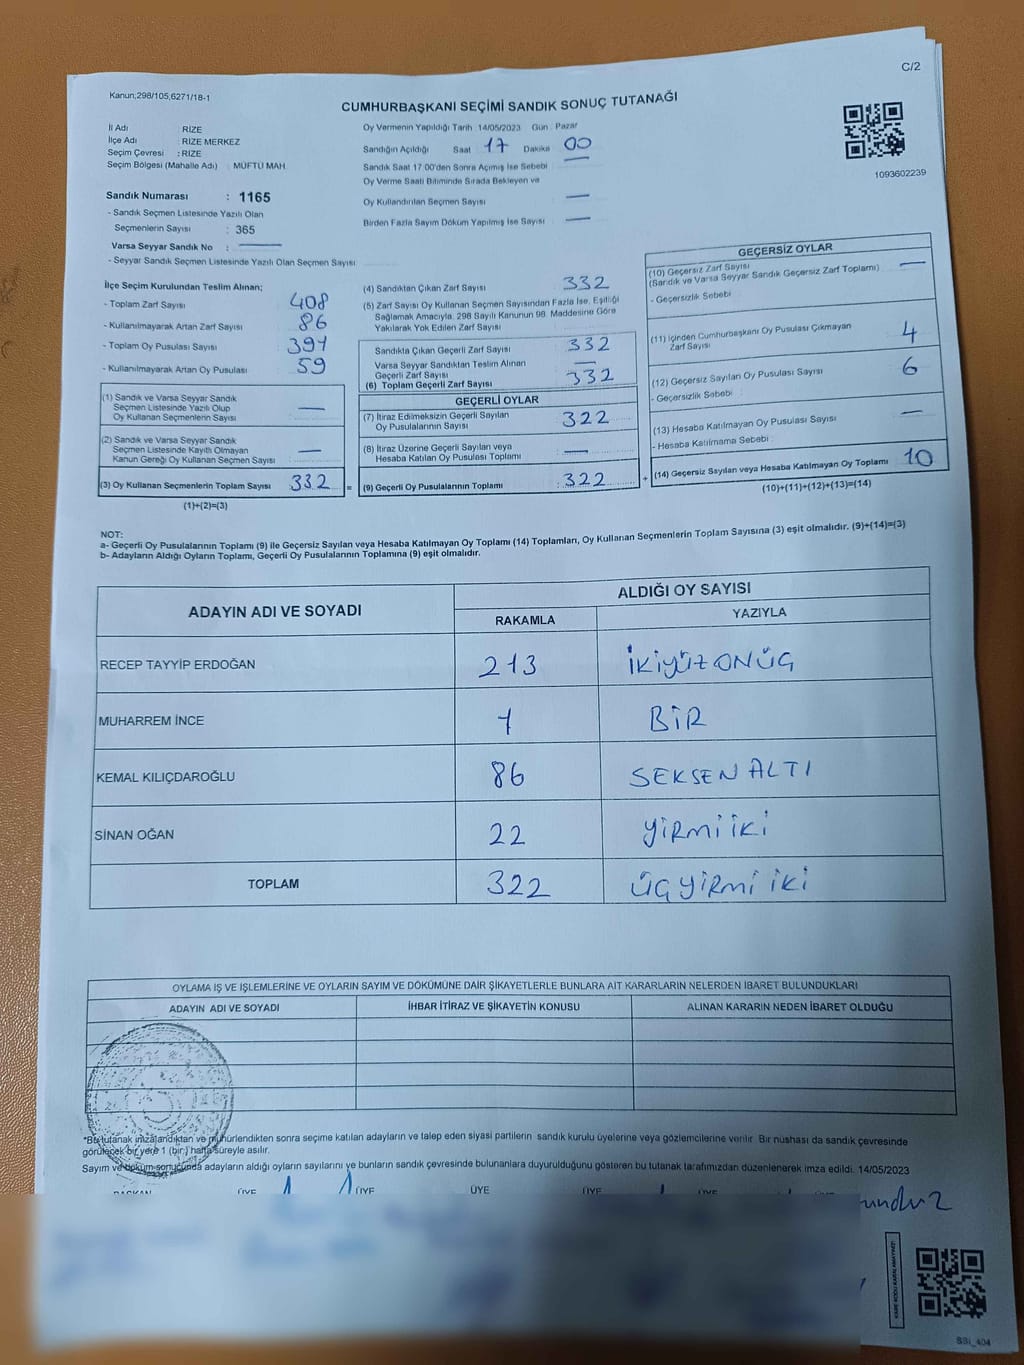 Kanun;298/105,6271/18-1
C/2
CUMHURBAŞKANI SEÇİMİ SANDIK SONUÇ TUTANAĞI
1093602239
İl Adı : RİZE
İlçe Adı : RİZE MERKEZ
Seçim Çevresi : RİZE
Seçim Bölgesi (Mahalle Adı) : MÜFTÜ MAH.
Sandık Numarası : 1165
- Sandık Seçmen Listesinde Yazılı Olan
Seçmenlerin Sayısı : 365
Varsa Seyyar Sandık No : —
- Seyyar Sandık Seçmen Listesinde Yazılı Olan Seçmen Sayısı
Oy Vermenin Yapıldığı Tarih 14/05/2023 Gün : Pazar
Sandığın Açıldığı Saat 17 Dakika 00
Sandık Saat 17 00'den Sonra Açılmış İse Sebebi —
Oy Verme Saati Bitiminde Sırada Bekleyen ve
Oy Kullandırılan Seçmen Sayısı —
Birden Fazla Sayım Döküm Yapılmış İse Sayısı —
İlçe Seçim Kurulundan Teslim Alınan;
- Toplam Zarf Sayısı 408
- Kullanılmayarak Artan Zarf Sayısı 86
- Toplam Oy Pusulası Sayısı 391
- Kullanılmayarak Artan Oy Pusulası 59
(1) Sandık ve Varsa Seyyar Sandık
Seçmen Listesinde Yazılı Olup
Oy Kullanan Seçmenlerin Sayısı —
(2) Sandık ve Varsa Seyyar Sandık
Seçmen Listesinde Kayıtlı Olmayan
Kanun Gereği Oy Kullanan Seçmen Sayısı —
(3) Oy Kullanan Seçmenlerin Toplam Sayısı 332 =
(1)+(2)=(3)
(4) Sandıktan Çıkan Zarf Sayısı 332
(5) Zarf Sayısı Oy Kullanan Seçmen Sayısından Fazla İse, Eşitliği
Sağlamak Amacıyla, 298 Sayılı Kanunun 98. Maddesine Göre
Yakılarak Yok Edilen Zarf Sayısı
Sandıkta Çıkan Geçerli Zarf Sayısı 332
Varsa Seyyar Sandıktan Teslim Alınan
Geçerli Zarf Sayısı —
(6) Toplam Geçerli Zarf Sayısı 332
GEÇERLİ OYLAR
(7) İtiraz Edilmeksizin Geçerli Sayılan
Oy Pusulalarının Sayısı 322
(8) İtiraz Üzerine Geçerli Sayılan veya
Hesaba Katılan Oy Pusulası Toplamı —
(9) Geçerli Oy Pusulalarının Toplamı : 322 +
GEÇERSİZ OYLAR
(10) Geçersiz Zarf Sayısı
(Sandık ve Varsa Seyyar Sandık Geçersiz Zarf Toplamı) —
- Geçersizlik Sebebi
(11) İçinden Cumhurbaşkanı Oy Pusulası Çıkmayan
Zarf Sayısı 4
(12) Geçersiz Sayılan Oy Pusulası Sayısı 6
- Geçersizlik Sebebi :
(13) Hesaba Katılmayan Oy Pusulası Sayısı —
- Hesaba Katılmama Sebebi :
(14) Geçersiz Sayılan veya Hesaba Katılmayan Oy Toplamı 10
(10)+(11)+(12)+(13)=(14)
NOT:
a- Geçerli Oy Pusulalarının Toplamı (9) ile Geçersiz Sayılan veya Hesaba Katılmayan Oy Toplamı (14) Toplamları, Oy Kullanan Seçmenlerin Toplam Sayısına (3) eşit olmalıdır. (9)+(14)=(3)
b- Adayların Aldığı Oyların Toplamı, Geçerli Oy Pusulalarının Toplamına (9) eşit olmalıdır.
ADAYIN ADI VE SOYADI ALDIĞI OY SAYISI
RAKAMLA YAZIYLA
RECEP TAYYİP ERDOĞAN 213 İKİYÜZONÜÇ
MUHARREM İNCE 1 BİR
KEMAL KILIÇDAROĞLU 86 SEKSENALTI
SİNAN OĞAN 22 YİRMİİKİ
TOPLAM 322 ÜÇYİRMİİKİ
OYLAMA İŞ VE İŞLEMLERİNE VE OYLARIN SAYIM VE DÖKÜMÜNE DAİR ŞİKAYETLERLE BUNLARA AİT KARARLARIN NELERDEN İBARET BULUNDUKLARI
ADAYIN ADI VE SOYADI İHBAR İTİRAZ VE ŞİKAYETİN KONUSU ALINAN KARARIN NEDEN İBARET OLDUĞU
*Bu tutanak imzalandıktan ve mühürlendikten sonra seçime katılan adayların ve talep eden siyasi partilerin sandık kurulu üyelerine veya gözlemcilerine verilir. Bir nüshası da sandık çevresinde
görülecek bir yere 1 (bir) hafta süreyle asılır.
Sayım ve döküm sonucunda adayların aldığı oyların sayılarını ve bunların sandık çevresinde bulunanlara duyurulduğunu gösteren bu tutanak tarafımızdan düzenlenerek imza edildi. 14/05/2023
BAŞKAN ÜYE ÜYE ÜYE ÜYE ÜYE
SSİ_404